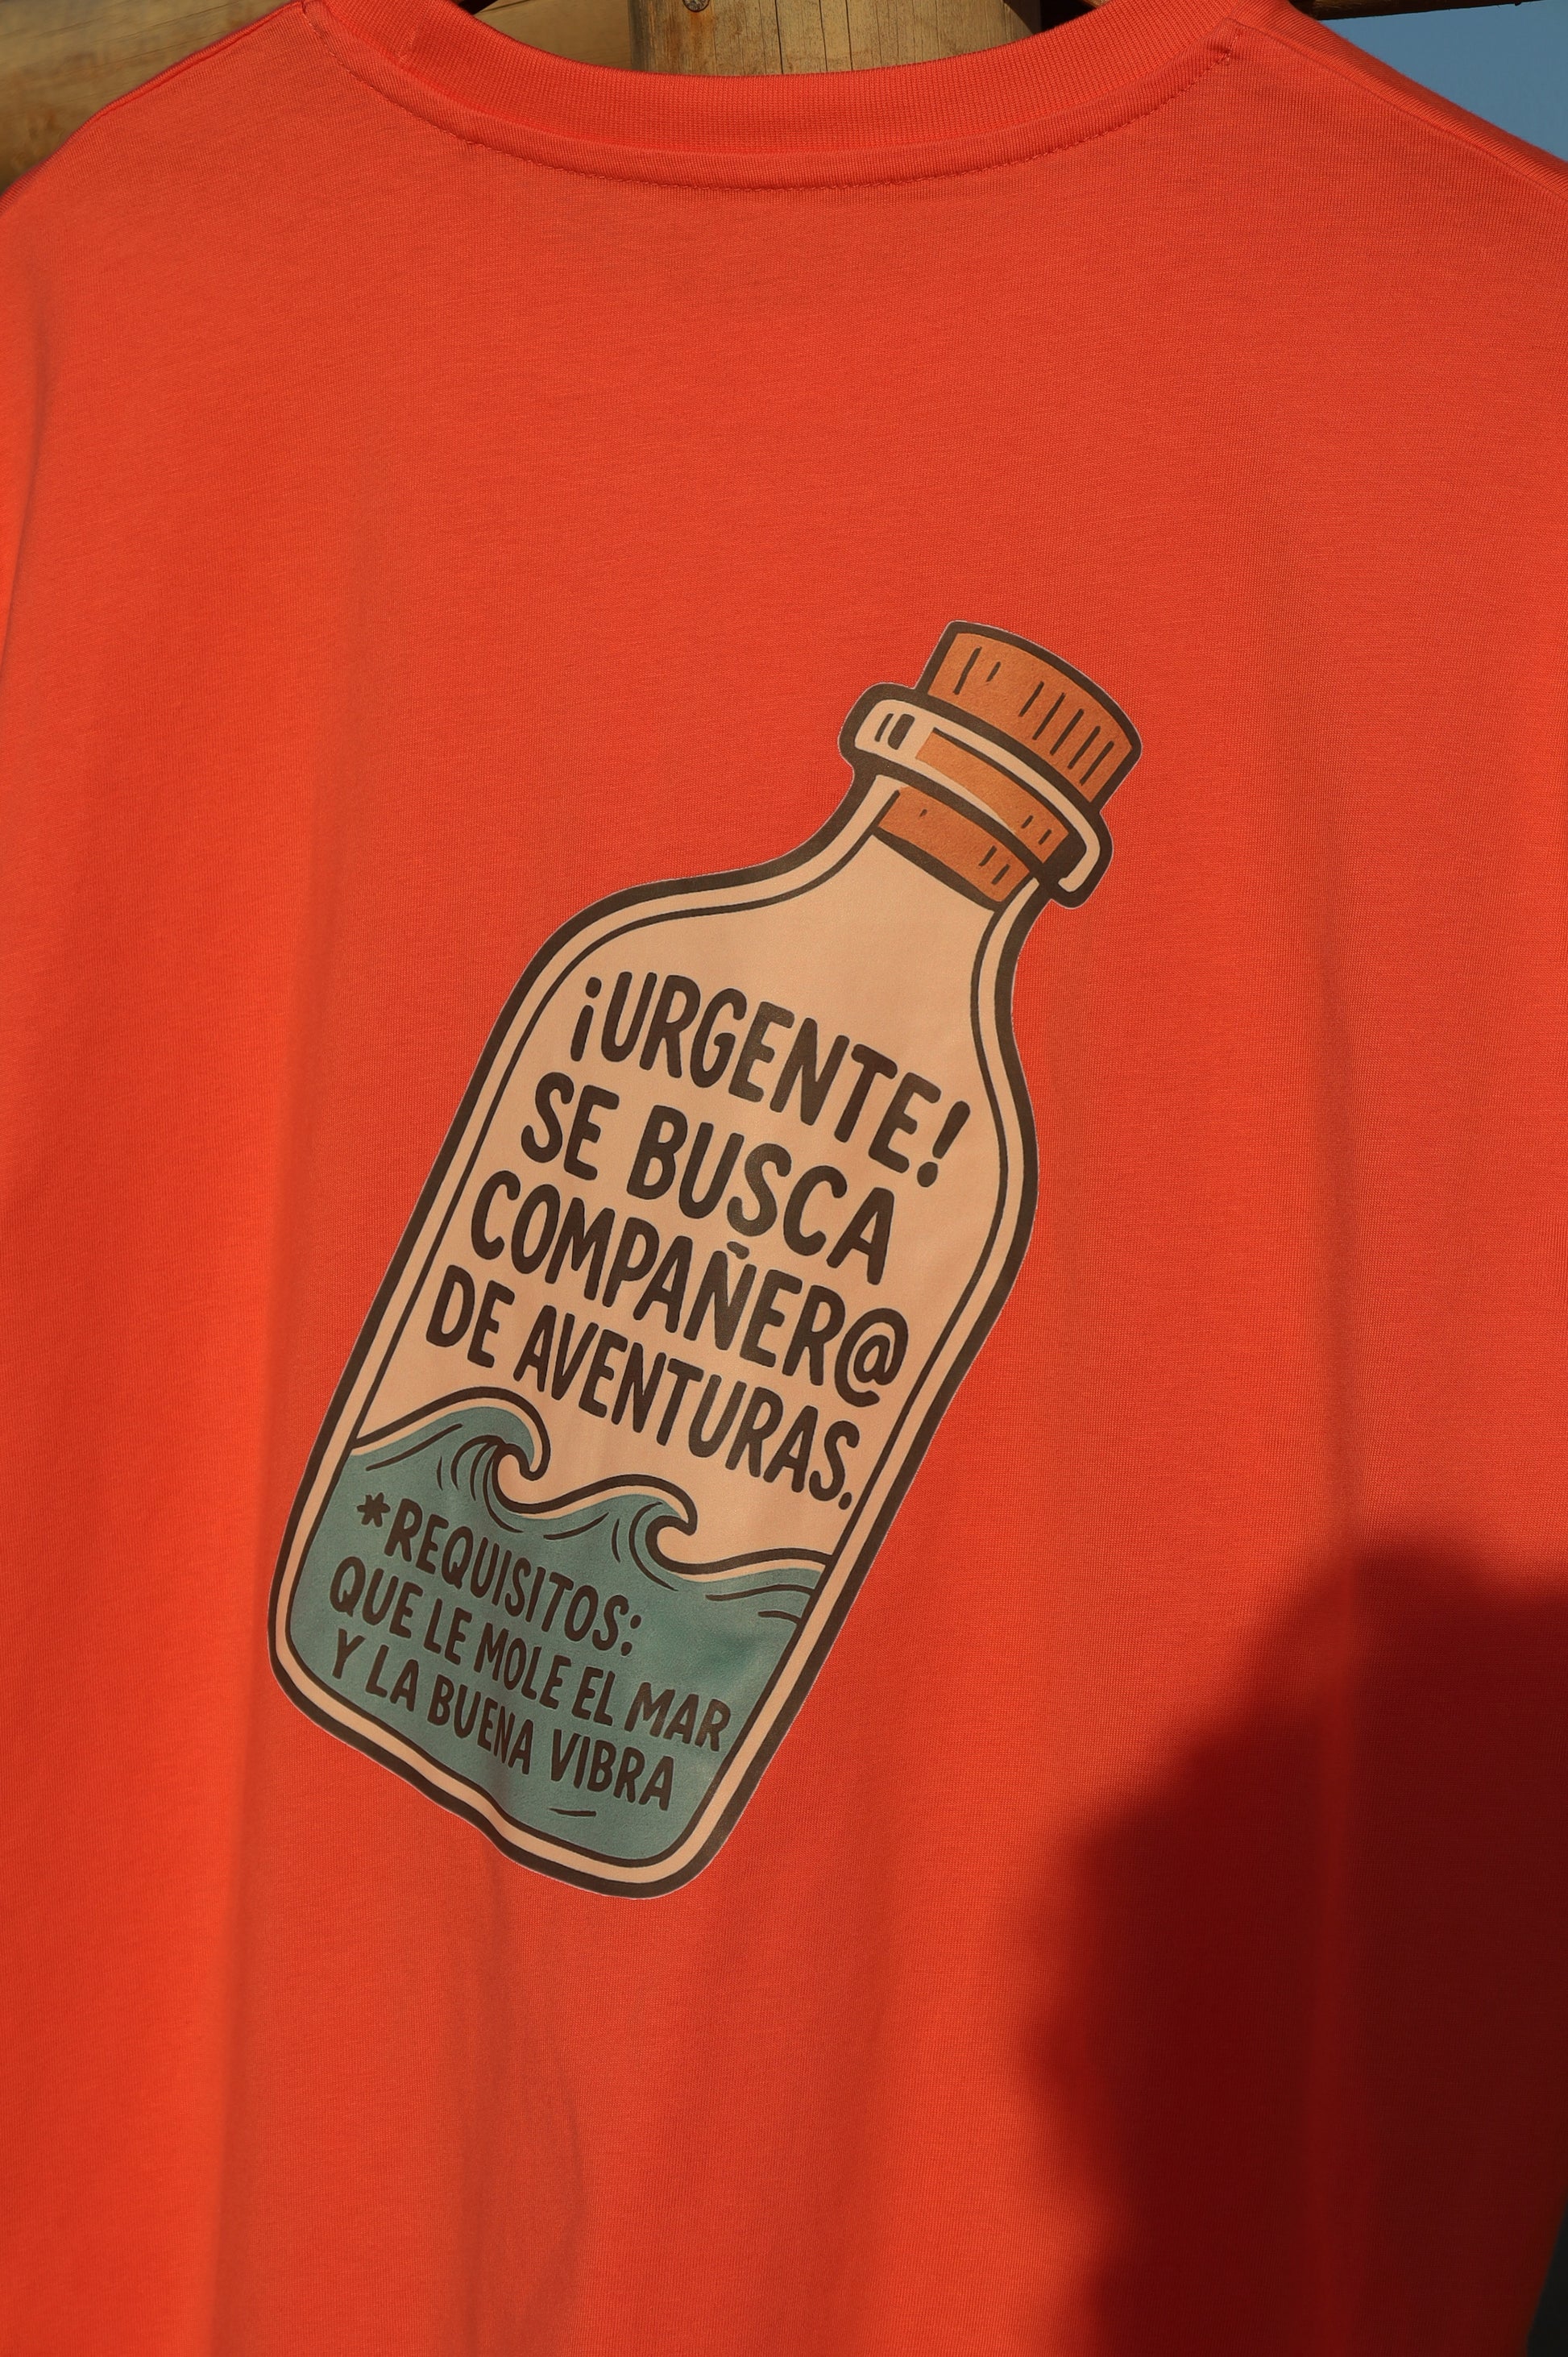 ¡URGENTE!
SE BUSCA
COMPAÑER@
DE AVENTURAS.
*REQUISITOS:
QUE LE MOLE EL MAR
Y LA BUENA VIBRA